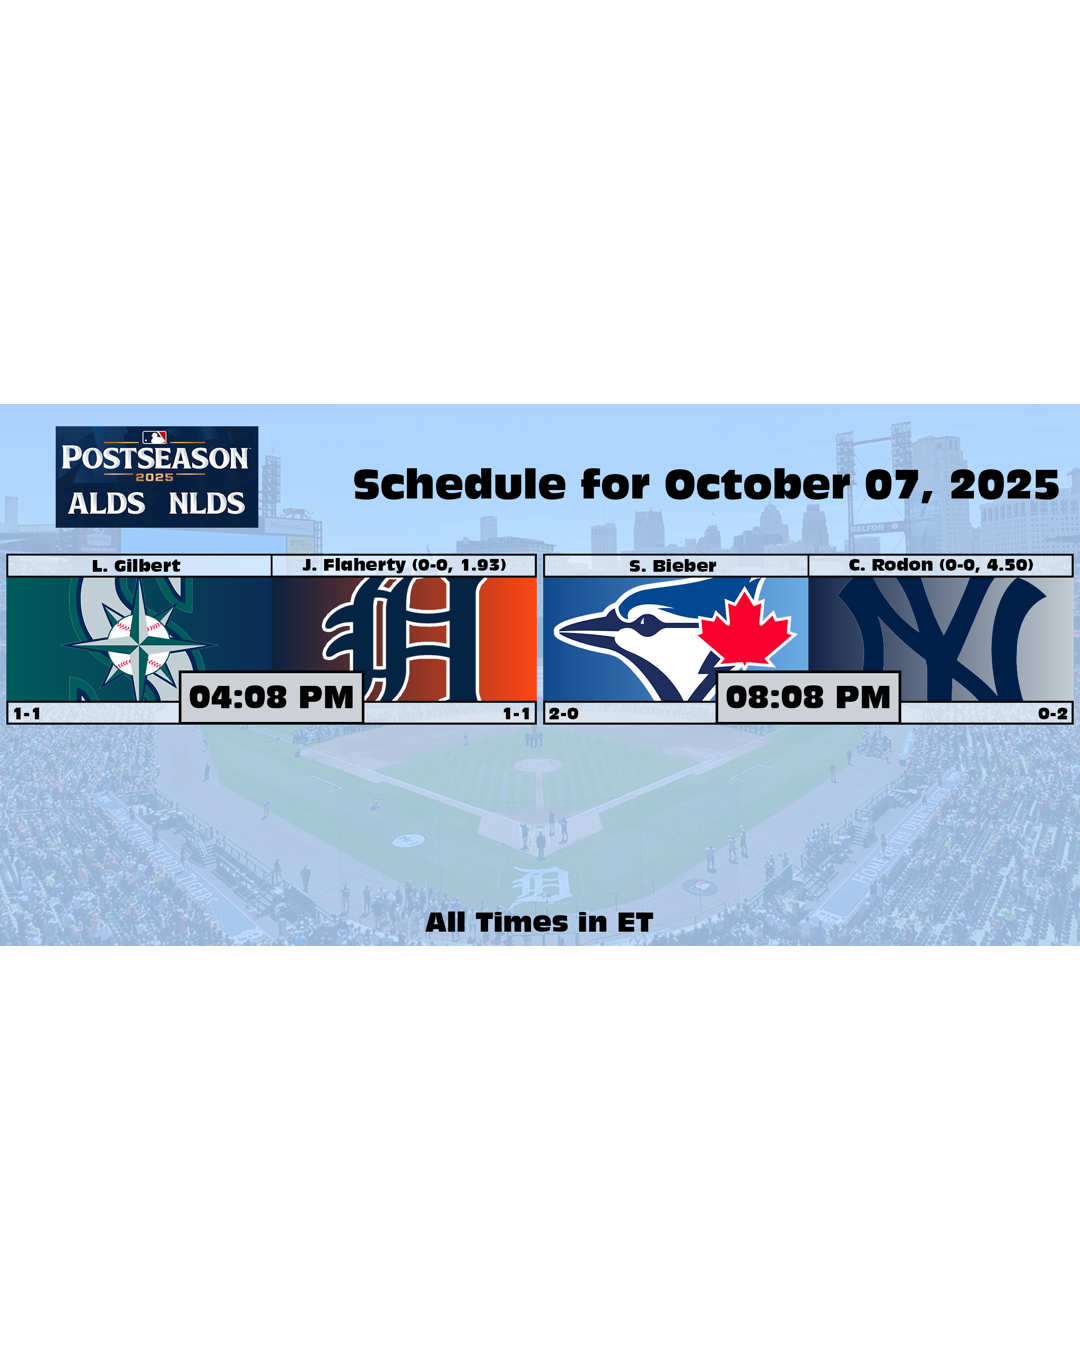 POSTSEASON
2025
ALDS NLDS
Schedule for October 07, 2025
L. Gilbert
J. Flaherty (0-0, 1.93)
04:08 PM
1-1
1-1
S. Bieber
C. Rodon (0-0, 4.50)
08:08 PM
2-0
0-2
All Times in ET